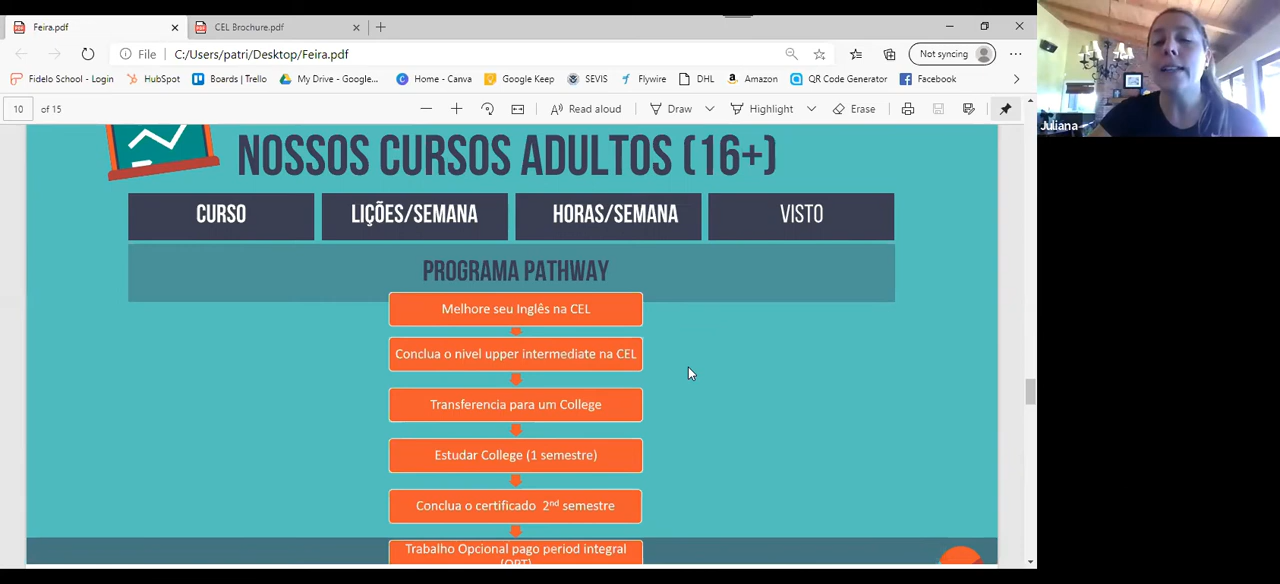 Feira.pdf
CEL Brochure.pdf
File
C:/Users/patri/Desktop/Feira.pdf
Not syncing
Fidelo School - Login
HubSpot
Boards | Trello
My Drive - Google...
Home - Canva
Google Keep
SEVIS
Flywire
DHL
Amazon
QR Code Generator
Facebook
10 of 15
Read aloud
Draw
Highlight
Erase
Juliana
NOSSOS CURSOS ADULTOS (16+)
CURSO
LIÇÕES/SEMANA
HORAS/SEMANA
VISTO
PROGRAMA PATHWAY
Melhore seu Inglês na CEL
Conclua o nivel upper intermediate na CEL
Transferencia para um College
Estudar College (1 semestre)
Conclua o certificado 2nd semestre
Trabalho Opcional pago period integral
(OPT)